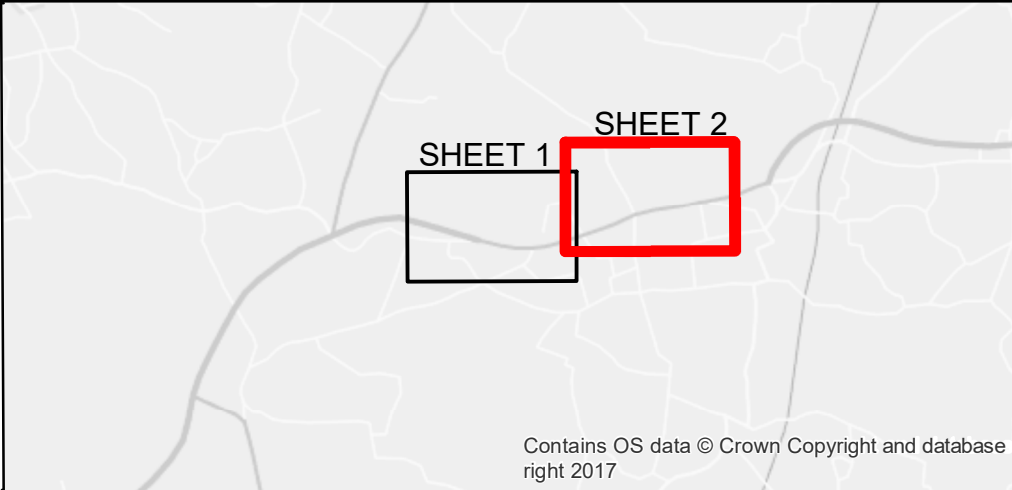 SHEET 2
SHEET 1
Contains OS data © Crown Copyright and database
right 2017